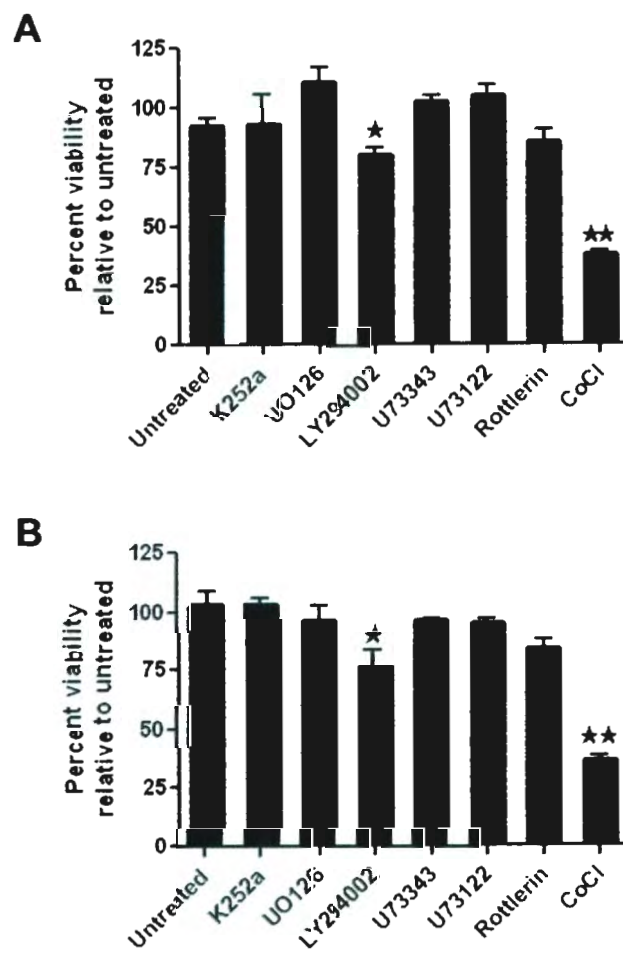 A
Percent viability
relative to untreated
125
100
75
50
25
0
★
★★
Untreated
K252a
UO126
LY294002
U73343
U73122
Rottlerin
CoCl
B
Percent viability
relative to untreated
125
100
75
50
25
0
★
★★
Untreated
K252a
UO126
LY294002
U73343
U73122
Rottlerin
CoCl